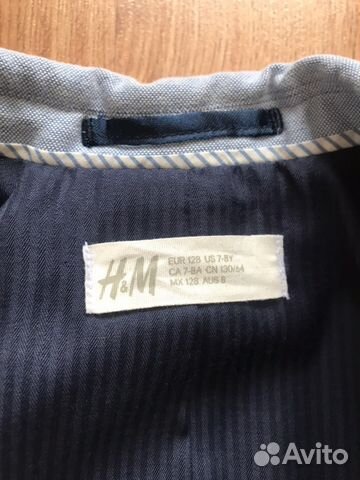 H&M
EUR 128 US 7-8Y
CA 7-8A CN 130/64
MX 128 AUS 8
Avito